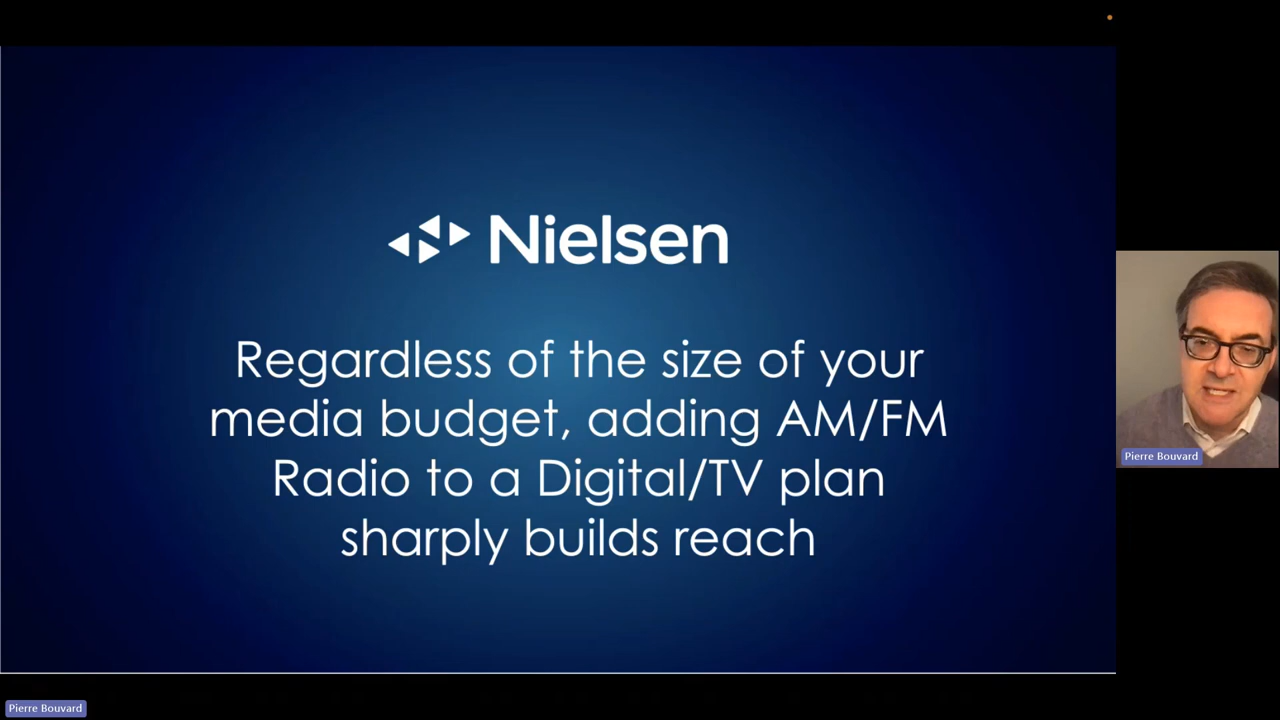 Nielsen
Regardless of the size of your
media budget, adding AM/FM
Radio to a Digital/TV plan
sharply builds reach
Pierre Bouvard
Pierre Bouvard